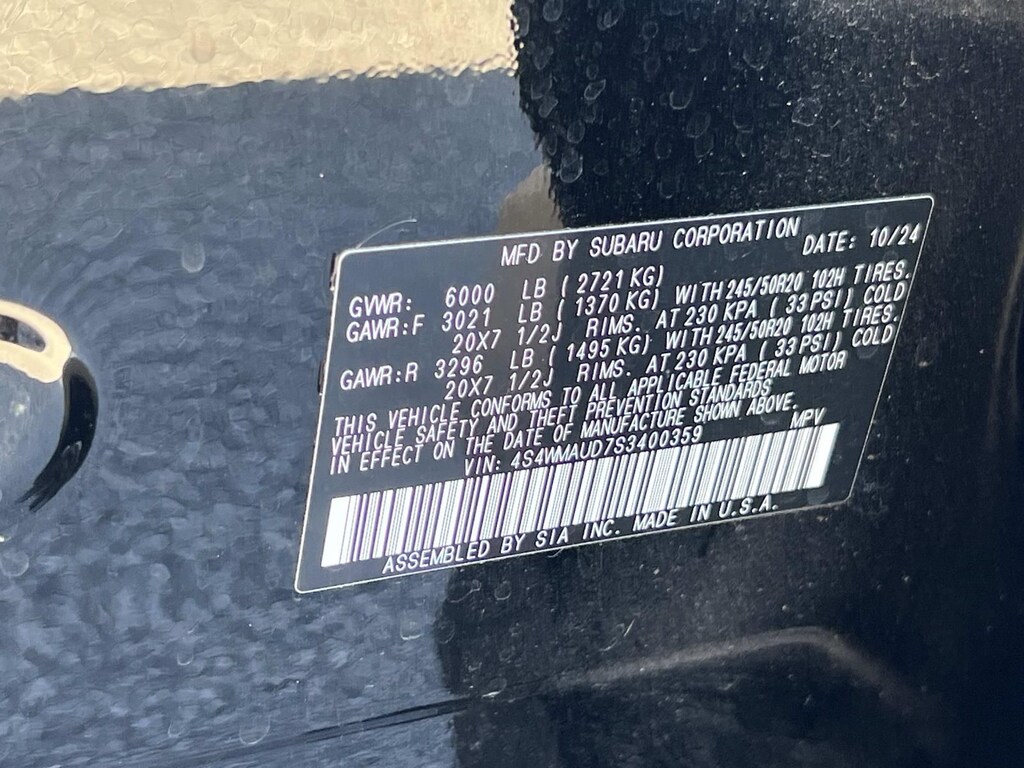 MFD BY SUBARU CORPORATION DATE: 10/24
GVWR: 6000 LB ( 2721 KG)
GAWR:F 3021 LB ( 1370 KG) WITH 245/50R20 102H TIRES.
20X7 1/2J RIMS. AT 230 KPA ( 33 PSI) COLD
GAWR:R 3296 LB ( 1495 KG) WITH 245/50R20 102H TIRES.
20X7 1/2J RIMS. AT 230 KPA ( 33 PSI) COLD
THIS VEHICLE CONFORMS TO ALL APPLICABLE FEDERAL MOTOR
VEHICLE SAFETY AND THEFT PREVENTION STANDARDS
IN EFFECT ON THE DATE OF MANUFACTURE SHOWN ABOVE.
VIN: 4S4WMAUD7S3400359 MPV
ASSEMBLED BY SIA INC. MADE IN U.S.A.